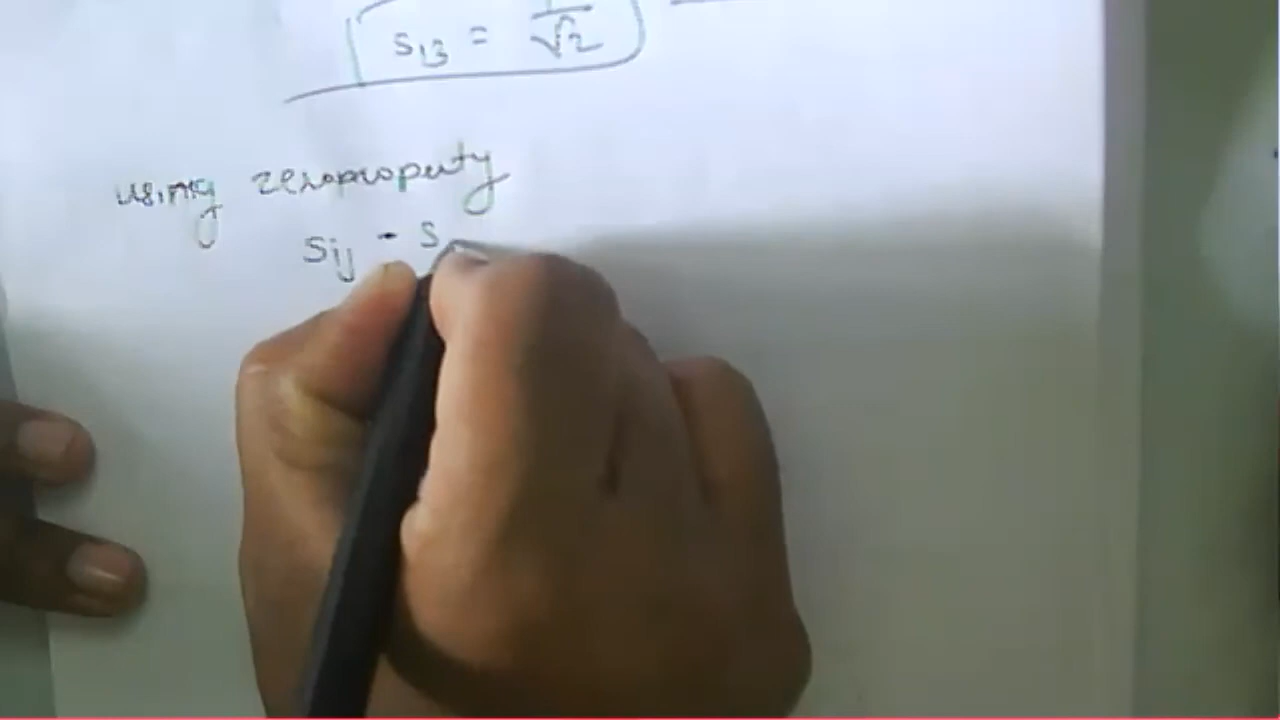 S13 = 1/√2
using zeroproperty
Sij · S